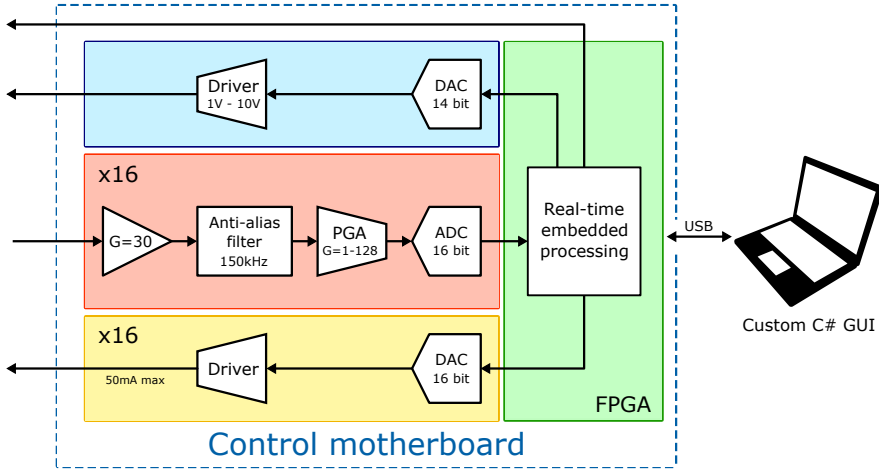 Driver
1V - 10V
DAC
14 bit
x16
G=30
Anti-alias
filter
150kHz
PGA
G=1-128
ADC
16 bit
Real-time
embedded
processing
USB
Custom C# GUI
x16
50mA max
Driver
DAC
16 bit
FPGA
Control motherboard